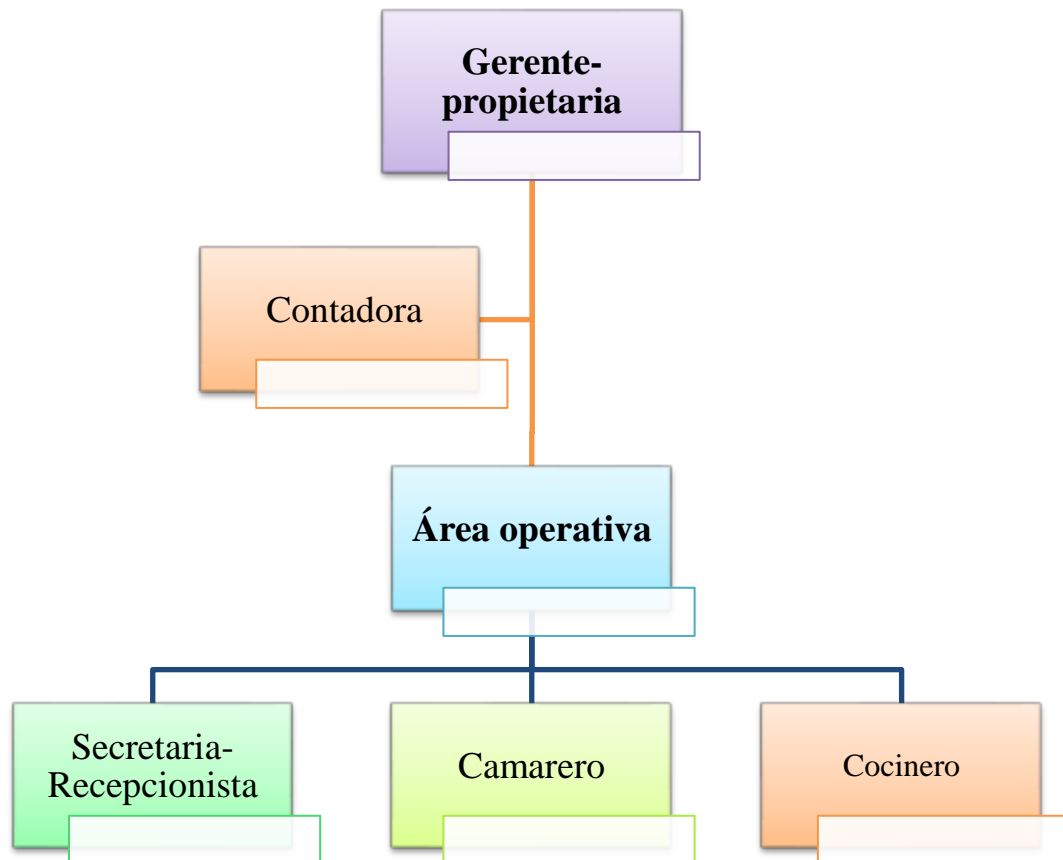 Gerente-
propietaria
Contadora
Área operativa
Secretaria-
Recepcionista
Camarero
Cocinero